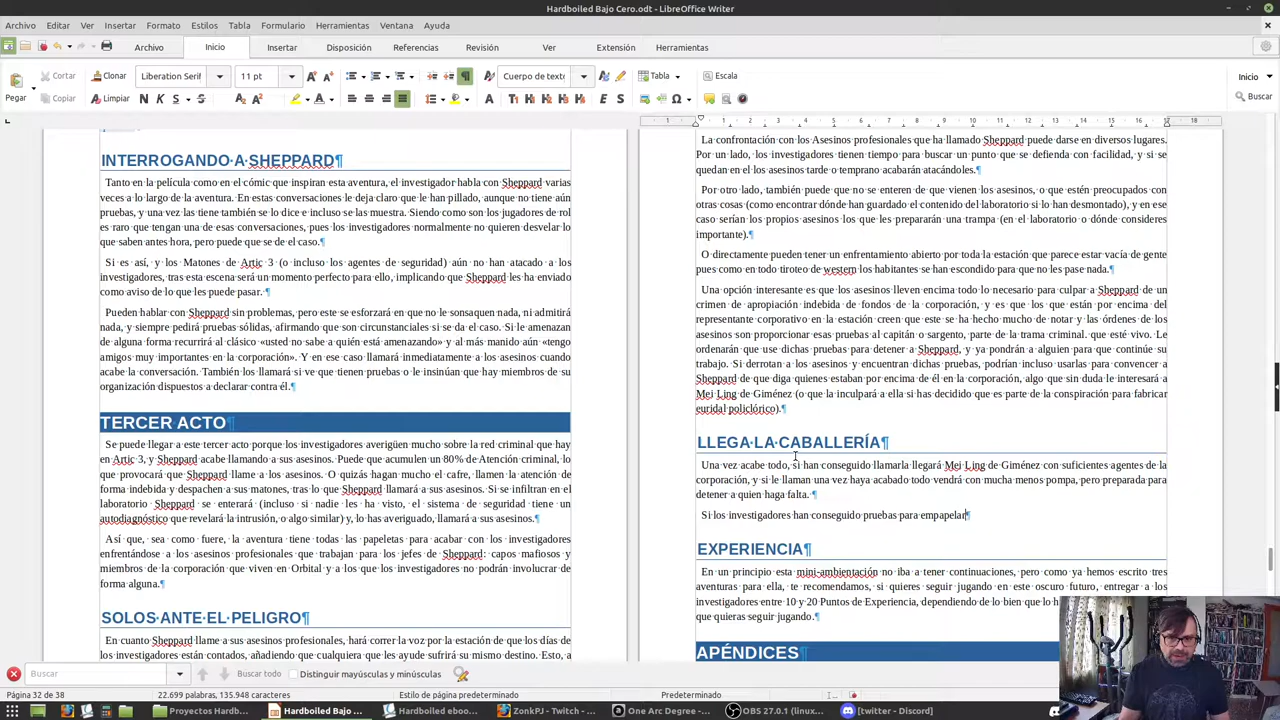 Hardboiled Bajo Cero.odt - LibreOffice Writer
Archivo Editar Ver Insertar Formato Estilos Tabla Formulario Herramientas Ventana Ayuda
Archivo Inicio Insertar Disposición Referencias Revisión Ver Extensión Herramientas
Pegar Cortar Copiar Clonar Limpiar Liberation Serif 11 pt Cuerpo de texto Tabla Escala Inicio Buscar
INTERROGANDO·A·SHEPPARD¶
Tanto en la película como en el cómic que inspiran esta aventura, el investigador habla con Sheppard varias
veces a lo largo de la aventura. En estas conversaciones le deja claro que le han pillado, aunque no tiene aún
pruebas, y una vez las tiene también se lo dice e incluso se las muestra. Siendo como son los jugadores de rol
es raro que tengan una de esas conversaciones, pues los investigadores normalmente no quieren desvelar lo
que saben antes hora, pero puede que se de el caso.¶
Si es así, y los Matones de Artic 3 (o incluso los agentes de seguridad) aún no han atacado a los
investigadores, tras esta escena será un momento perfecto para ello, implicando que Sheppard les ha enviado
como aviso de lo que les puede pasar. ¶
Pueden hablar con Sheppard sin problemas, pero este se esforzará en que no le sonsaquen nada, ni admitirá
nada, y siempre pedirá pruebas sólidas, afirmando que son circunstanciales si se da el caso. Si le amenazan
de alguna forma recurrirá al clásico «usted no sabe a quién está amenazando» y al más manido aún «tengo
amigos muy importantes en la corporación». Y en ese caso llamará inmediatamente a los asesinos cuando
acabe la conversación. También los llamará si ve que tienen pruebas o le insinúan que hay miembros de su
organización dispuestos a declarar contra él.¶
TERCER ACTO¶
Se puede llegar a este tercer acto porque los investigadores averigüen mucho sobre la red criminal que hay
en Artic 3, y Sheppard acabe llamando a sus asesinos. Puede que acumulen un 80% de Atención criminal, lo
que provocará que Sheppard llame a los asesinos. O quizás hagan mucho el cafre, llamen la atención de
forma indebida y despachen a sus matones, tras lo que Sheppard llamará a sus asesinos. Si se infiltran en el
laboratorio Sheppard se enterará (incluso si nadie les ha visto, el sistema de seguridad tiene un
autodiagnóstico que revelará la intrusión, o algo similar) y, lo has averiguado, llamará a sus asesinos.¶
Así que, sea como fuere, la aventura tiene todas las papeletas para acabar con los investigadores
enfrentándose a los asesinos profesionales que trabajan para los jefes de Sheppard: capos mafiosos y
miembros de la corporación que viven en Orbital y a los que los investigadores no podrán involucrar de
forma alguna.¶
SOLOS·ANTE·EL·PELIGRO¶
En cuanto Sheppard llame a sus asesinos profesionales, hará correr la voz por la estación de que los días de
los investigadores están contados, añadiendo que cualquiera que les ayude sufrirá su mismo destino. Esto, a
La confrontación con los Asesinos profesionales que ha llamado Sheppard puede darse en diversos lugares.
Por un lado, los investigadores tienen tiempo para buscar un punto que se defienda con facilidad, y si se
quedan en el los asesinos tarde o temprano acabarán atacándoles.¶
Por otro lado, también puede que no se enteren de que vienen los asesinos, o que estén preocupados con
otras cosas (como encontrar dónde han guardado el contenido del laboratorio si lo han desmontado), y en ese
caso serían los propios asesinos los que les prepararán una trampa (en el laboratorio o dónde consideres
importante).¶
O directamente pueden tener un enfrentamiento abierto por toda la estación que parece estar vacía de gente
pues como en todo tiroteo de western los habitantes se han escondido para que no les pase nada.¶
Una opción interesante es que los asesinos lleven encima todo lo necesario para culpar a Sheppard de un
crimen de apropiación indebida de fondos de la corporación, y es que los que están por encima del
representante corporativo en la estación creen que este se ha hecho mucho de notar y las órdenes de los
asesinos son proporcionar esas pruebas al capitán o sargento, parte de la trama criminal. que esté vivo. Le
ordenarán que use dichas pruebas para detener a Sheppard, y ya pondrán a alguien para que continúe su
trabajo. Si derrotan a los asesinos y encuentran dichas pruebas, podrían incluso usarlas para convencer a
Sheppard de que diga quienes estaban por encima de él en la corporación, algo que sin duda le interesará a
Mei Ling de Giménez (o que la inculpará a ella si has decidido que es parte de la conspiración para fabricar
euridal policlórico).¶
LLEGA·LA·CABALLERÍA¶
Una vez acabe todo, si han conseguido llamarla llegará Mei Ling de Giménez con suficientes agentes de la
corporación, y si le llaman una vez haya acabado todo vendrá con mucha menos pompa, pero preparada para
detener a quien haga falta. ¶
Si los investigadores han conseguido pruebas para empapelar¶
EXPERIENCIA¶
En un principio esta mini-ambientación no iba a tener continuaciones, pero como ya hemos escrito tres
aventuras para ella, te recomendamos, si quieres seguir jugando en este oscuro futuro, entregar a los
investigadores entre 10 y 20 Puntos de Experiencia, dependiendo de lo bien que lo
que quieras seguir jugando.¶
APÉNDICES¶
Buscar Buscar todo Distinguir mayúsculas y minúsculas
Página 32 de 38 22.699 palabras, 135.948 caracteres Estilo de página predeterminado Predeterminado
Proyectos Hardb... Hardboiled Bajo ... Hardboiled eboo... ZonkPJ - Twitch - ... One Arc Degree -... OBS 27.0.1 (linux... [twitter - Discord]